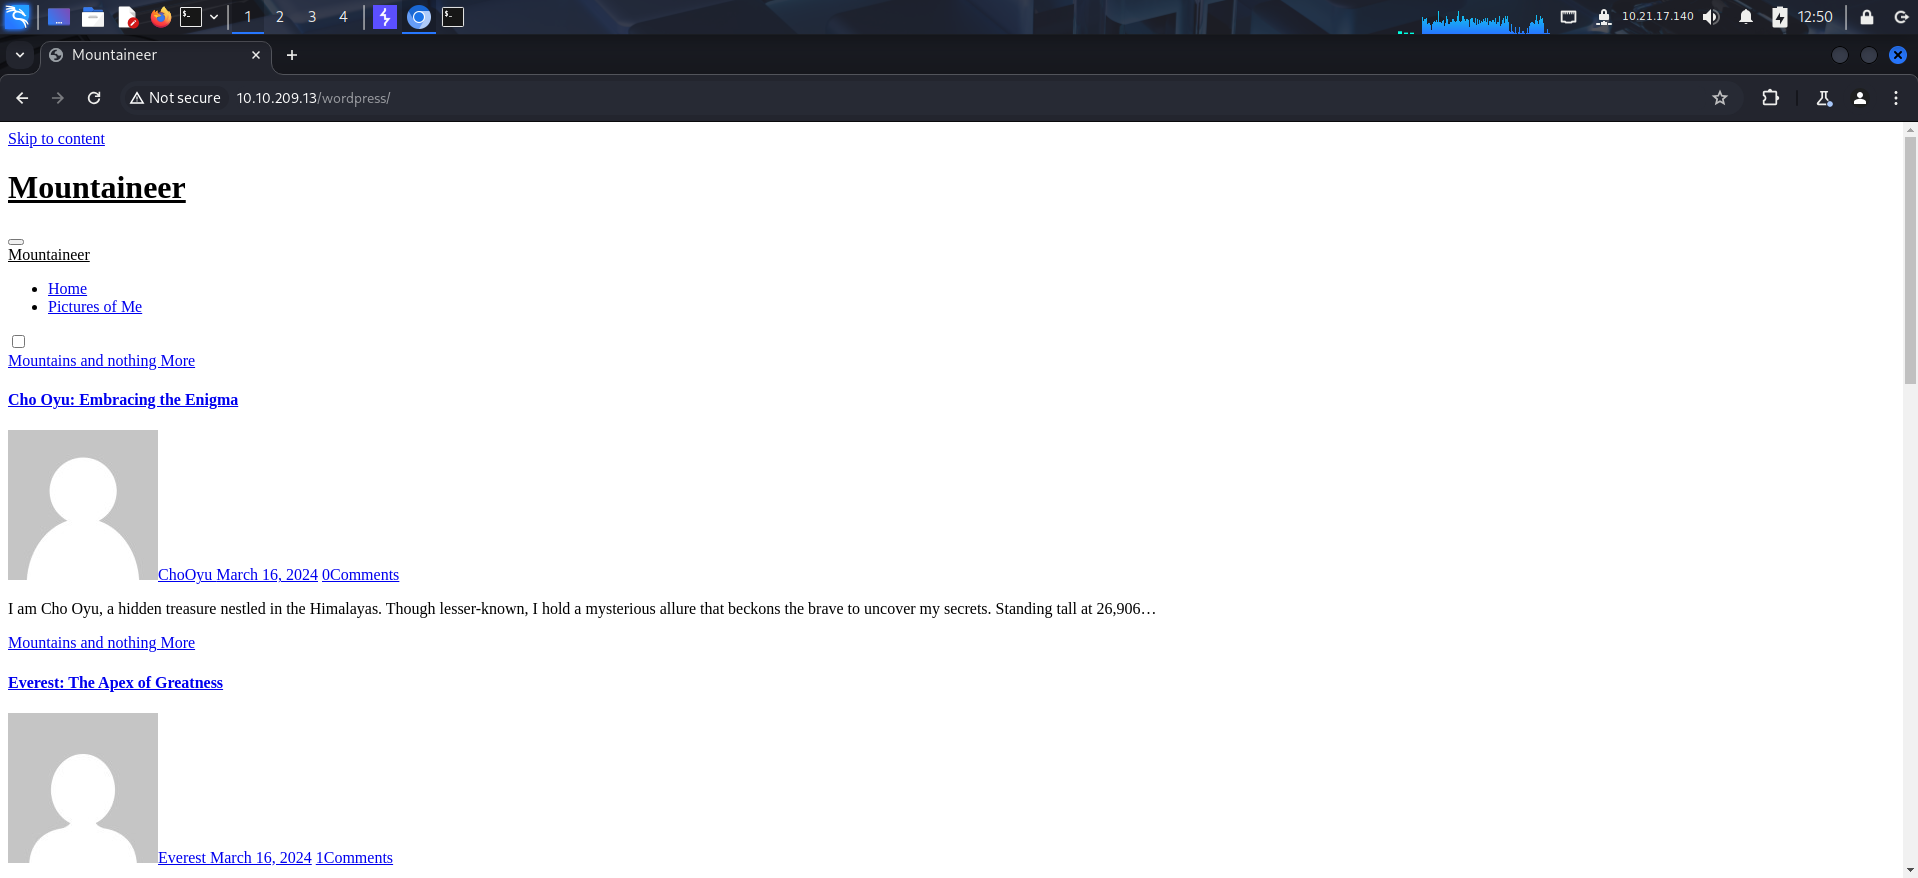 1 2 3 4 10.21.17.140 12:50
Mountaineer
Not secure 10.10.209.13/wordpress/
Skip to content
Mountaineer
Mountaineer
Home
Pictures of Me
Mountains and nothing More
Cho Oyu: Embracing the Enigma
ChoOyu March 16, 2024 0Comments
I am Cho Oyu, a hidden treasure nestled in the Himalayas. Though lesser-known, I hold a mysterious allure that beckons the brave to uncover my secrets. Standing tall at 26,906…
Mountains and nothing More
Everest: The Apex of Greatness
Everest March 16, 2024 1Comments